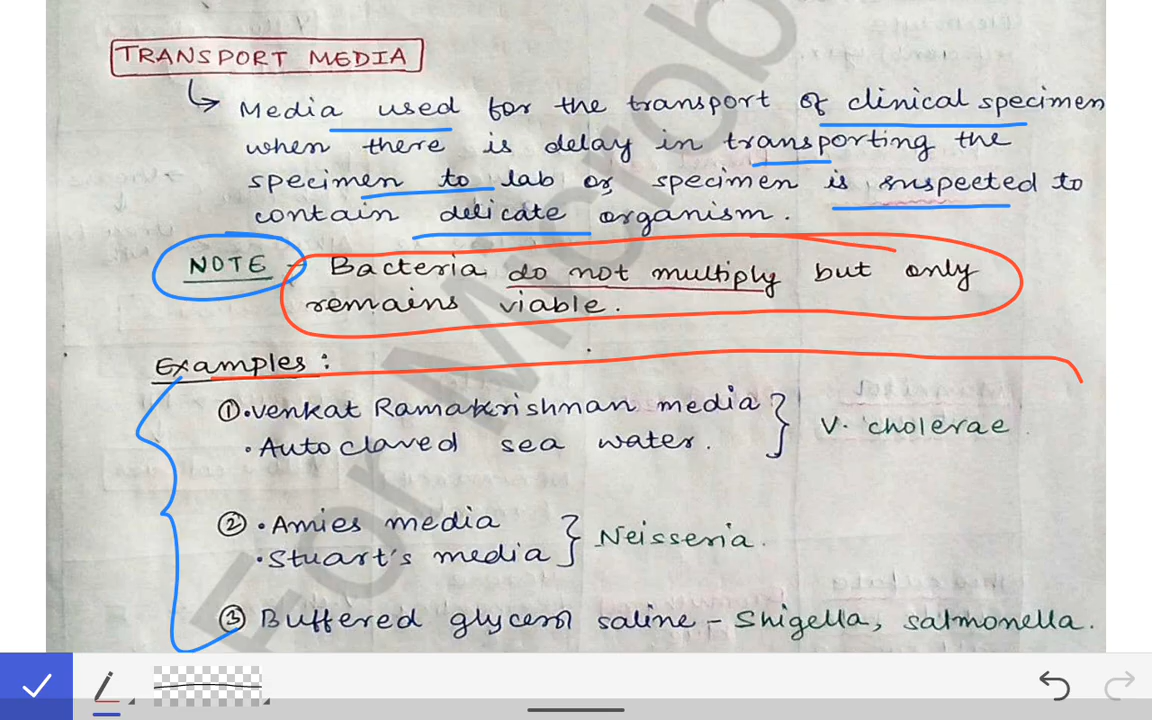 TRANSPORT MEDIA
Media used for the transport of clinical specimen
when there is delay in transporting the
specimen to lab or specimen is suspected to
contain delicate organism.
NOTE - Bacteria do not multiply but only
remains viable.
Examples:
① • Venkat Ramakrishnan media } V. cholerae
• Autoclaved sea water.
② • Amies media } Neisseria.
• Stuart's media
③ Buffered glycerol saline - Shigella, salmonella.
For Microb